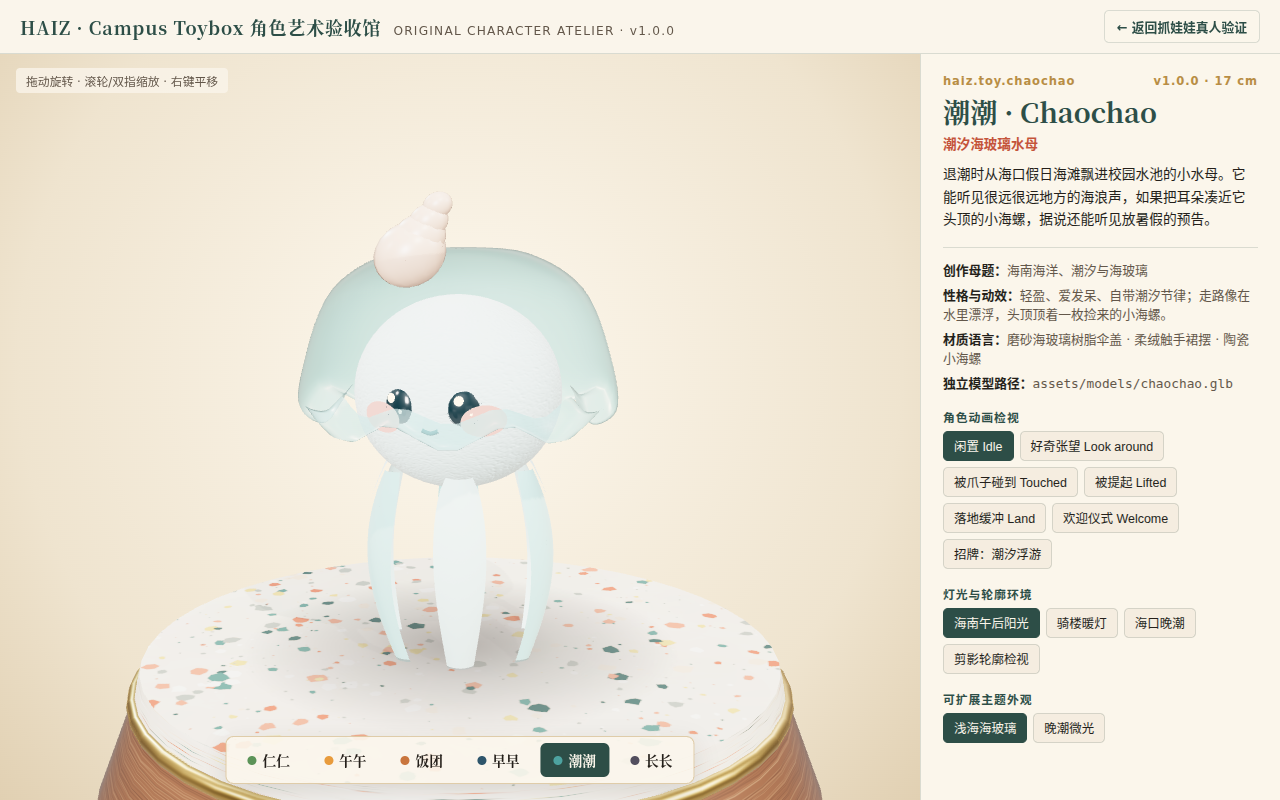 HAIZ · Campus Toybox 角色艺术验收馆 ORIGINAL CHARACTER ATELIER · v1.0.0
← 返回抓娃娃真人验证
拖动旋转 · 滚轮/双指缩放 · 右键平移
haiz.toy.chaochao v1.0.0 · 17 cm
潮潮 · Chaochao
潮汐海玻璃水母
退潮时从海口假日海滩飘进校园水池的小水母。它
能听见很远很远地方的海浪声，如果把耳朵凑近它
头顶的小海螺，据说还能听见放暑假的预告。
创作母题：海南海洋、潮汐与海玻璃
性格与动效：轻盈、爱发呆、自带潮汐节律；走路像在
水里漂浮，头顶顶着一枚捡来的小海螺。
材质语言：磨砂海玻璃树脂伞盖 · 柔绒触手裙摆 · 陶瓷
小海螺
独立模型路径：assets/models/chaochao.glb
角色动画检视
闲置 Idle 好奇张望 Look around
被爪子碰到 Touched 被提起 Lifted
落地缓冲 Land 欢迎仪式 Welcome
招牌：潮汐浮游
灯光与轮廓环境
海南午后阳光 骑楼暖灯 海口晚潮
剪影轮廓检视
可扩展主题外观
浅海海玻璃 晚潮微光
仁仁 午午 饭团 早早 潮潮 长长